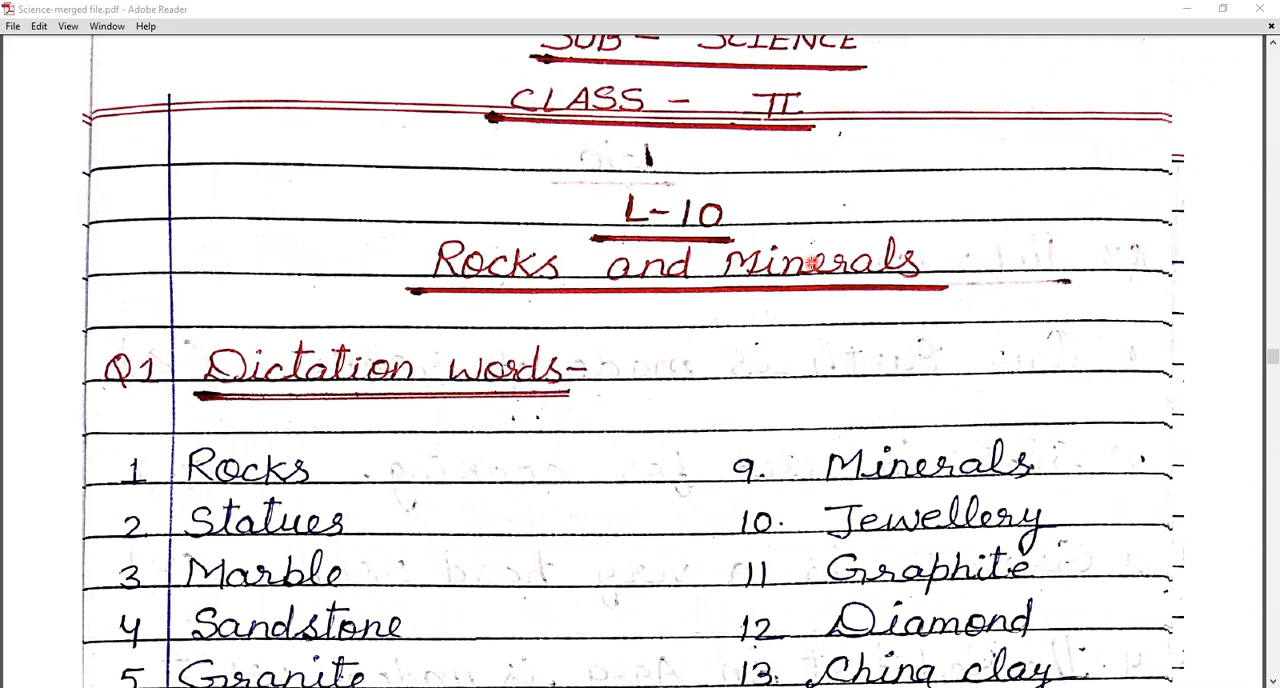 Science-merged file.pdf - Adobe Reader
File Edit View Window Help
SUB - SCIENCE
CLASS - II
L-10
Rocks and Minerals
Q1 Dictation words-
1 Rocks 9. Minerals
2. Statues 10. Jewellery
3 Marble 11 Graphite
4 Sandstone 12 Diamond
5 Granite 13. China clay